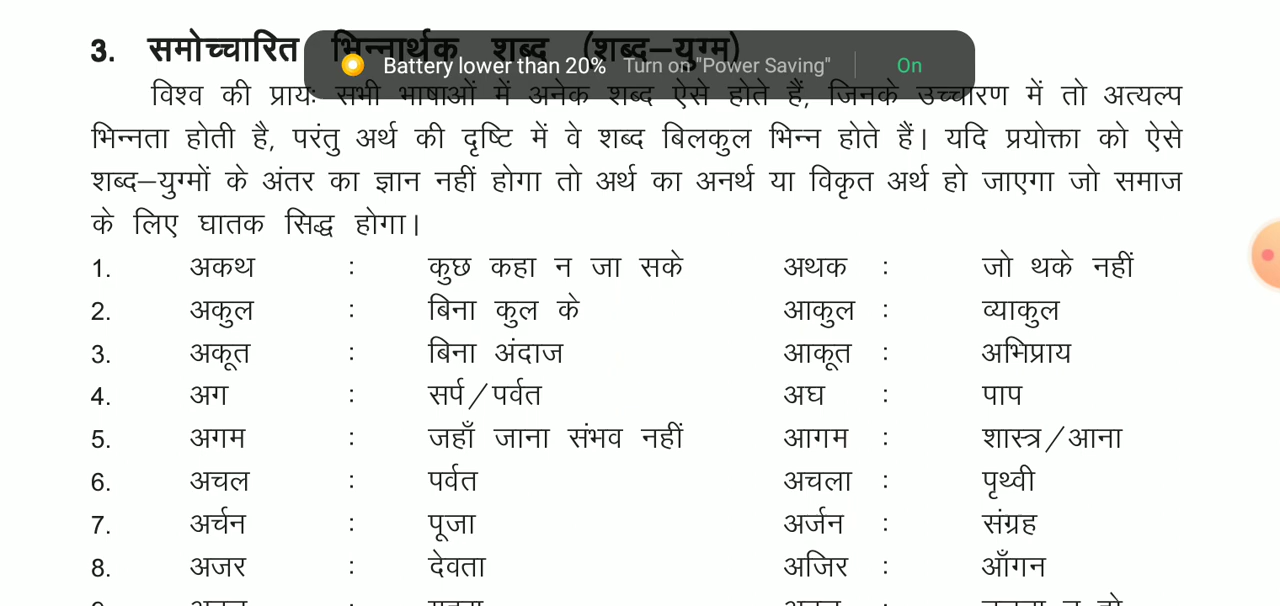 3. समोच्चारित भिन्नार्थक शब्द (शब्द–युग्म)
Battery lower than 20% Turn on "Power Saving" On
विश्व की प्रायः सभी भाषाओं में अनेक शब्द ऐसे होते हैं, जिनके उच्चारण में तो अत्यल्प
भिन्नता होती है, परंतु अर्थ की दृष्टि में वे शब्द बिलकुल भिन्न होते हैं। यदि प्रयोक्ता को ऐसे
शब्द–युग्मों के अंतर का ज्ञान नहीं होगा तो अर्थ का अनर्थ या विकृत अर्थ हो जाएगा जो समाज
के लिए घातक सिद्ध होगा।
1. अकथ : कुछ कहा न जा सके अथक : जो थके नहीं
2. अकुल : बिना कुल के आकुल : व्याकुल
3. अकूत : बिना अंदाज आकूत : अभिप्राय
4. अग : सर्प/पर्वत अघ : पाप
5. अगम : जहाँ जाना संभव नहीं आगम : शास्त्र/आना
6. अचल : पर्वत अचला : पृथ्वी
7. अर्चन : पूजा अर्जन : संग्रह
8. अजर : देवता अजिर : आँगन